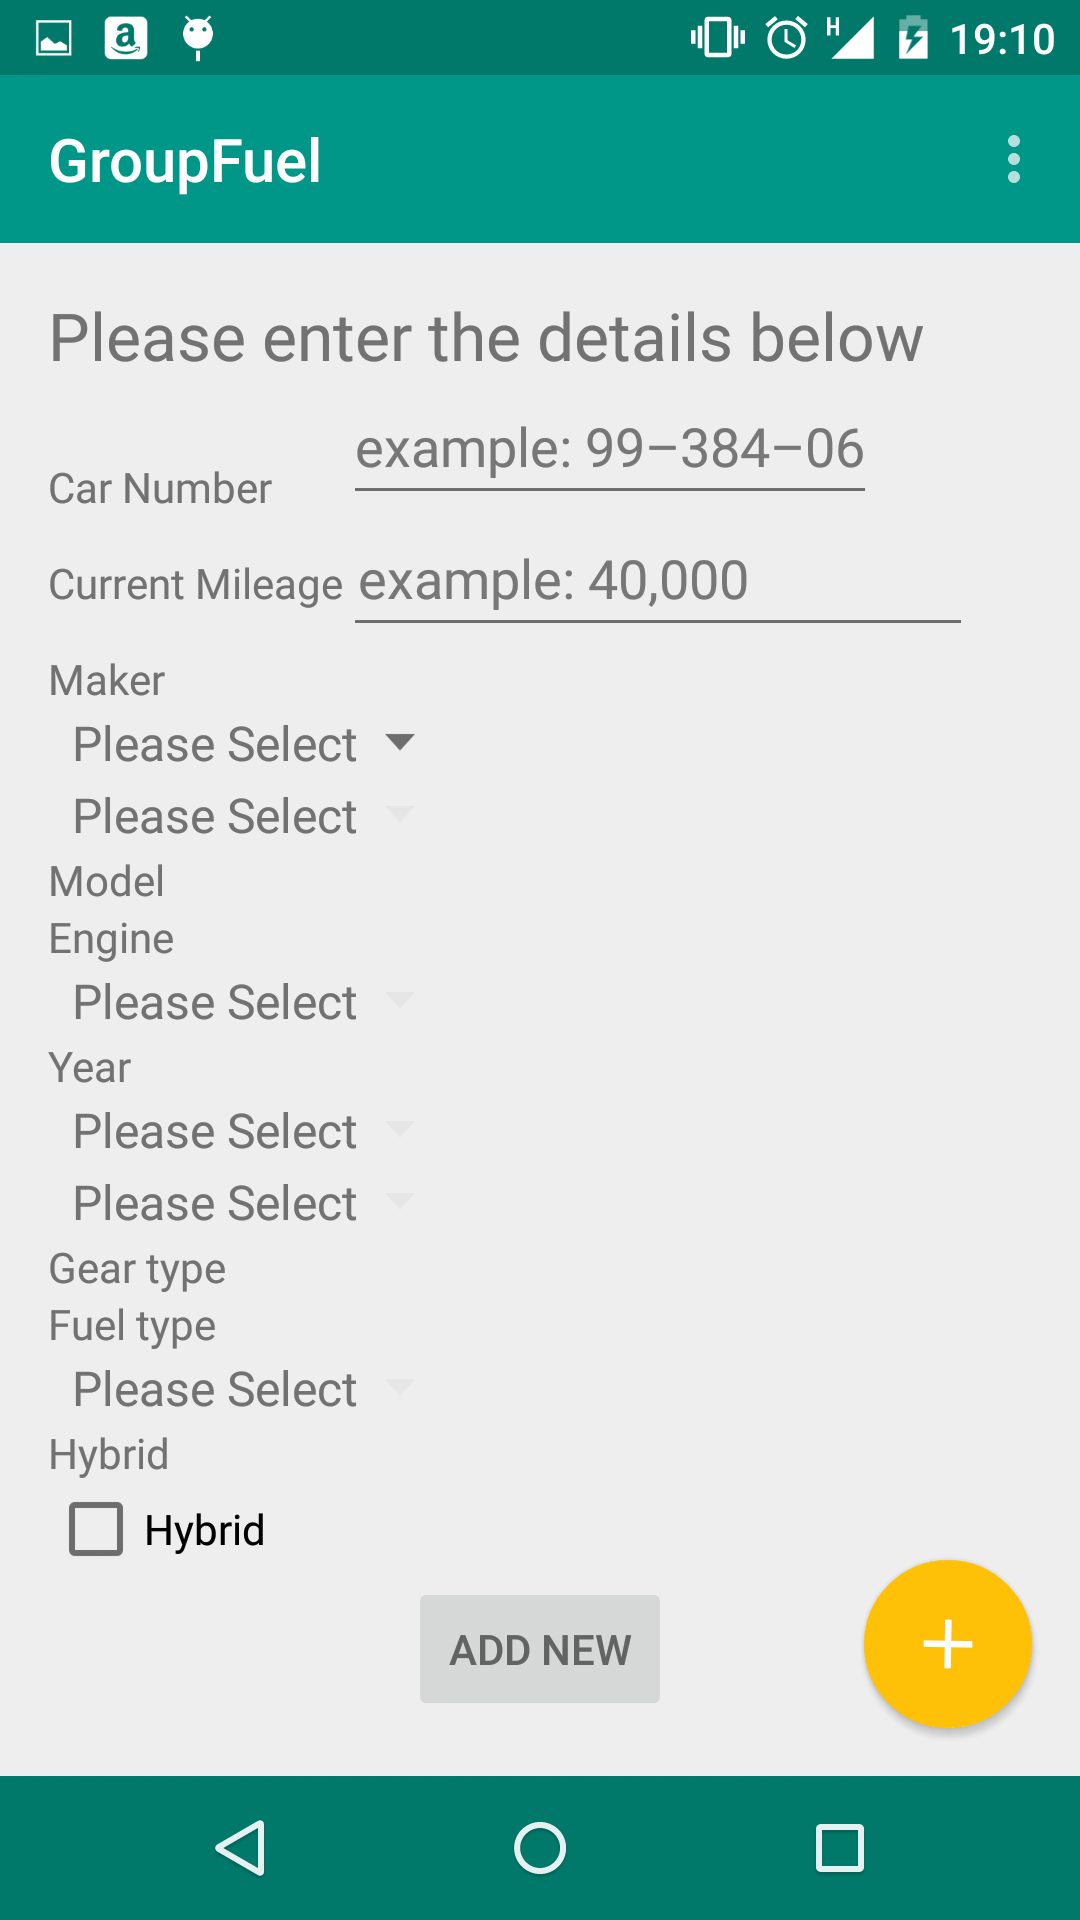 H 19:10
GroupFuel
Please enter the details below
Car Number example: 99–384–06
Current Mileage example: 40,000
Maker
Please Select
Please Select
Model
Engine
Please Select
Year
Please Select
Please Select
Gear type
Fuel type
Please Select
Hybrid
Hybrid
ADD NEW